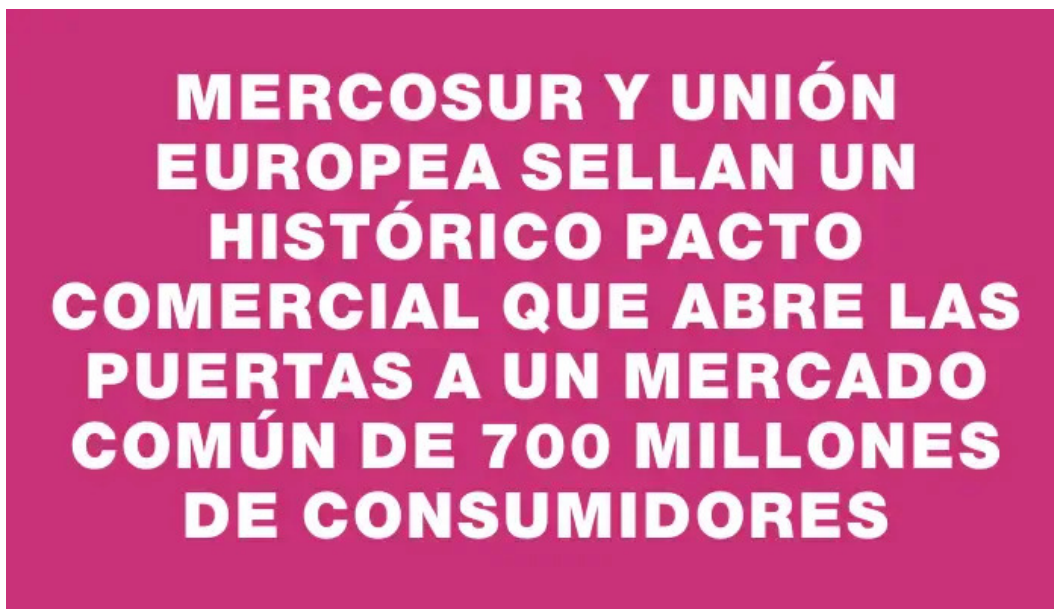 MERCOSUR Y UNIÓN
EUROPEA SELLAN UN
HISTÓRICO PACTO
COMERCIAL QUE ABRE LAS
PUERTAS A UN MERCADO
COMÚN DE 700 MILLONES
DE CONSUMIDORES